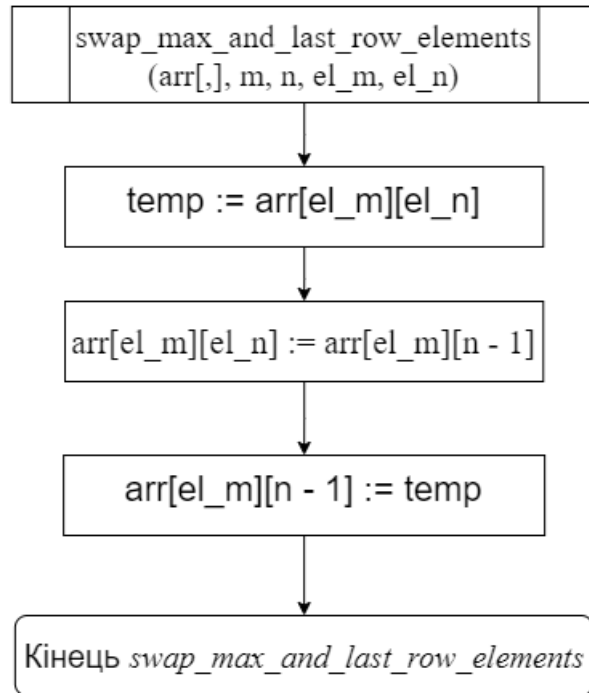 swap_max_and_last_row_elements
(arr[,], m, n, el_m, el_n)
temp := arr[el_m][el_n]
arr[el_m][el_n] := arr[el_m][n - 1]
arr[el_m][n - 1] := temp
Кінець swap_max_and_last_row_elements